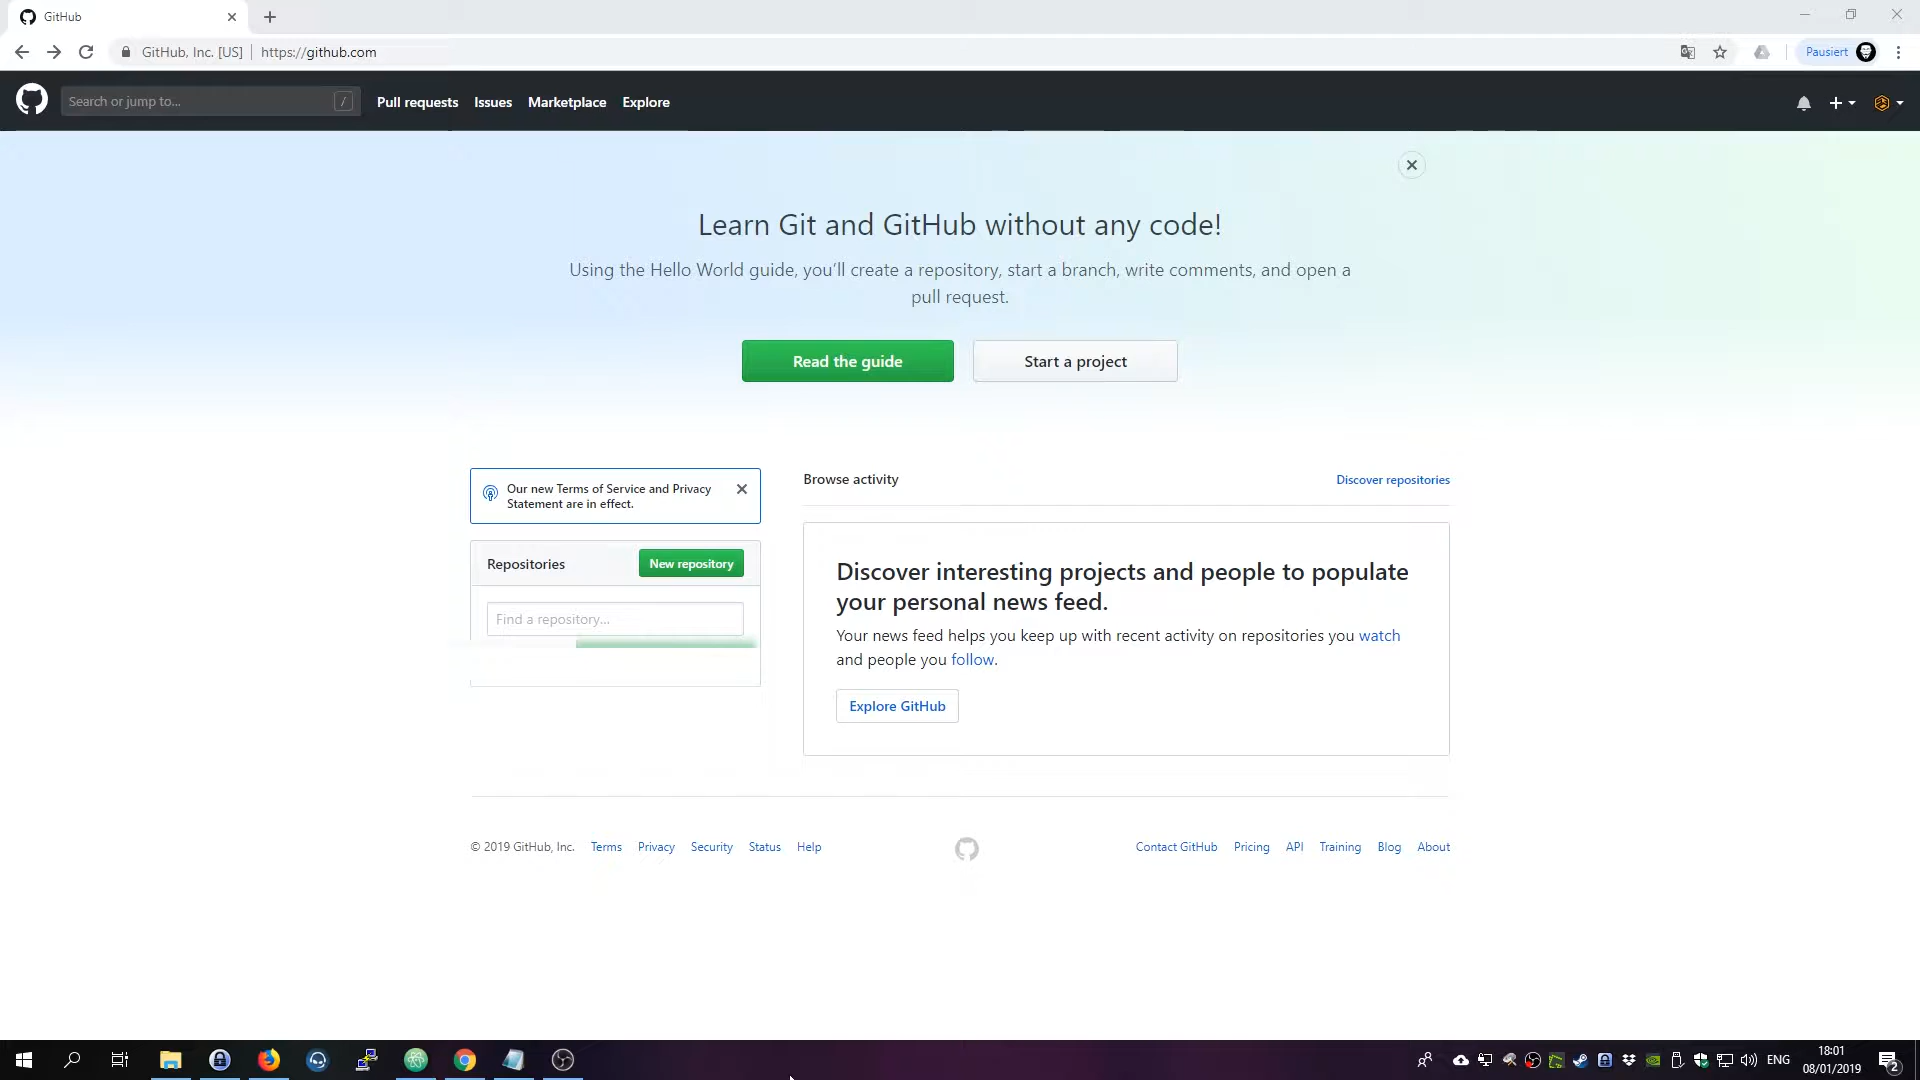 GitHub
GitHub, Inc. [US]
https://github.com
Pausiert
Search or jump to...
/
Pull requests
Issues
Marketplace
Explore
Learn Git and GitHub without any code!
Using the Hello World guide, you’ll create a repository, start a branch, write comments, and open a
pull request.
Read the guide
Start a project
Our new Terms of Service and Privacy
Statement are in effect.
Repositories
New repository
Find a repository...
Browse activity
Discover repositories
Discover interesting projects and people to populate
your personal news feed.
Your news feed helps you keep up with recent activity on repositories you watch
and people you follow.
Explore GitHub
© 2019 GitHub, Inc.
Terms
Privacy
Security
Status
Help
Contact GitHub
Pricing
API
Training
Blog
About
ENG
18:01
08/01/2019
2